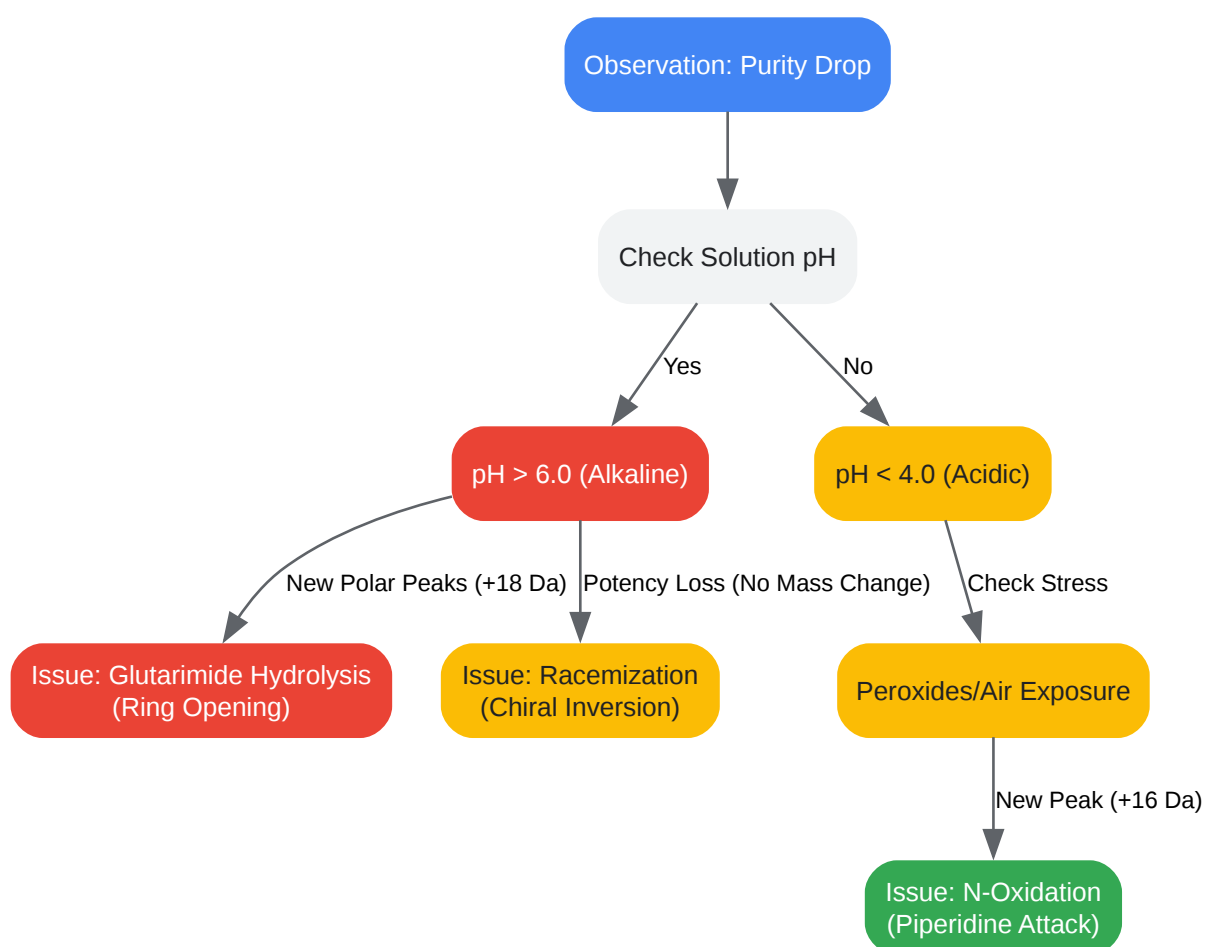 Observation: Purity Drop
Check Solution pH
Yes
No
pH > 6.0 (Alkaline)
pH < 4.0 (Acidic)
New Polar Peaks (+18 Da)
Potency Loss (No Mass Change)
Check Stress
Issue: Glutarimide Hydrolysis
(Ring Opening)
Issue: Racemization
(Chiral Inversion)
Peroxides/Air Exposure
New Peak (+16 Da)
Issue: N-Oxidation
(Piperidine Attack)